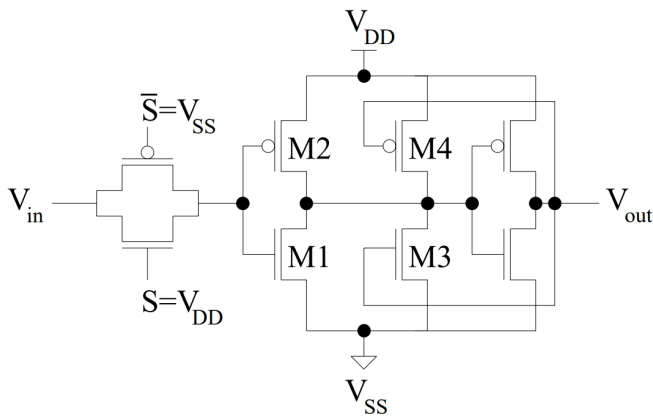 V_DD
S̅=V_SS
M2
M4
V_in
V_out
M1
M3
S=V_DD
V_SS